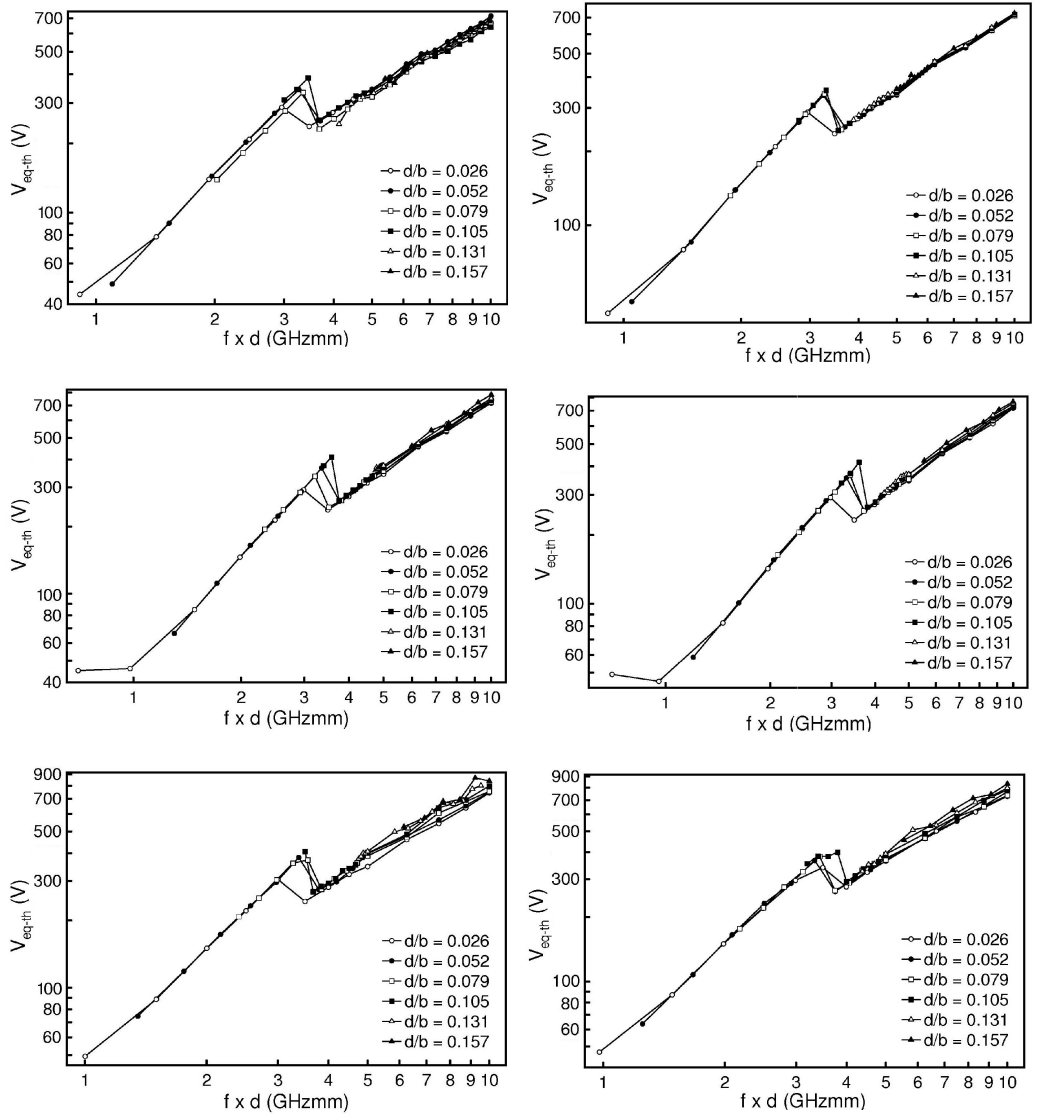 700
500
300
100
80
60
40
V_eq-th (V)
d/b = 0.026
d/b = 0.052
d/b = 0.079
d/b = 0.105
d/b = 0.131
d/b = 0.157
1 2 3 4 5 6 7 8 9 10
f x d (GHzmm)
700
500
300
100
V_eq-th (V)
d/b = 0.026
d/b = 0.052
d/b = 0.079
d/b = 0.105
d/b = 0.131
d/b = 0.157
1 2 3 4 5 6 7 8 9 10
f x d (GHzmm)
700
500
300
100
80
60
40
V_eq-th (V)
d/b = 0.026
d/b = 0.052
d/b = 0.079
d/b = 0.105
d/b = 0.131
d/b = 0.157
1 2 3 4 5 6 7 8 9 10
f x d (GHzmm)
700
500
300
100
80
60
V_eq-th (V)
d/b = 0.026
d/b = 0.052
d/b = 0.079
d/b = 0.105
d/b = 0.131
d/b = 0.157
1 2 3 4 5 6 7 8 9 10
f x d (GHzmm)
900
700
500
300
100
80
60
V_eq-th (V)
d/b = 0.026
d/b = 0.052
d/b = 0.079
d/b = 0.105
d/b = 0.131
d/b = 0.157
1 2 3 4 5 6 7 8 9 10
f x d (GHzmm)
900
700
500
300
100
80
60
V_eq-th (V)
d/b = 0.026
d/b = 0.052
d/b = 0.079
d/b = 0.105
d/b = 0.131
d/b = 0.157
1 2 3 4 5 6 7 8 9 10
f x d (GHzmm)